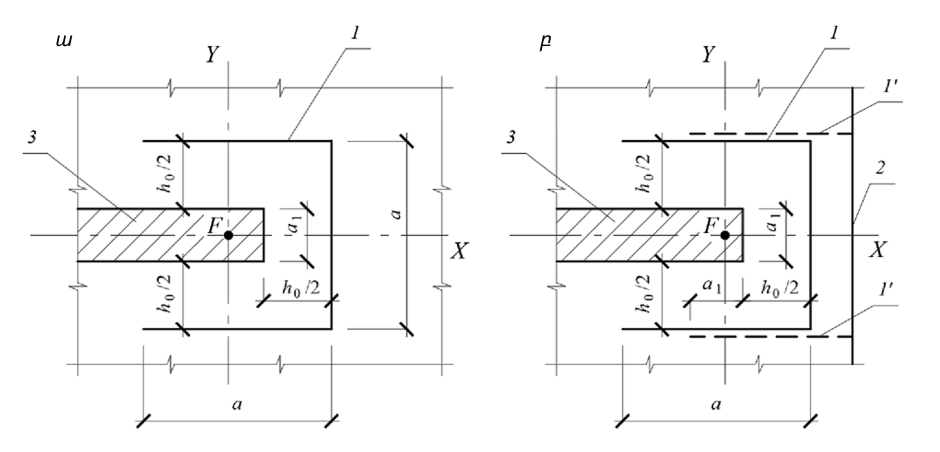 ա
Y
1
3
h₀/2
F
a₁
a
X
h₀/2
h₀/2
a
բ
Y
1
1'
3
2
h₀/2
F
a₁
X
h₀/2
a₁
h₀/2
1'
a